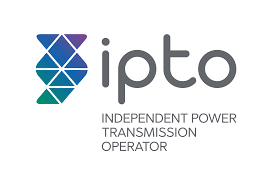 ipto
INDEPENDENT POWER
TRANSMISSION
OPERATOR